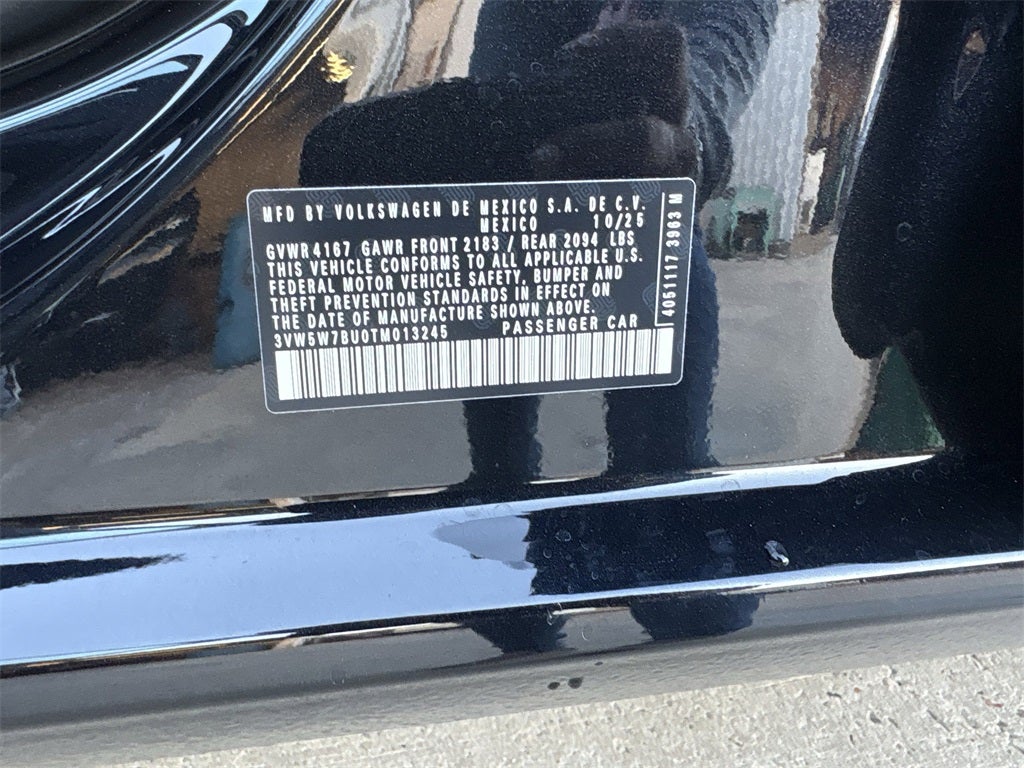 MFD BY VOLKSWAGEN DE MEXICO S.A. DE C.V.
MEXICO 10/25
GVWR 4167 GAWR FRONT 2183 / REAR 2094 LBS
THIS VEHICLE CONFORMS TO ALL APPLICABLE U.S.
FEDERAL MOTOR VEHICLE SAFETY, BUMPER AND
THEFT PREVENTION STANDARDS IN EFFECT ON
THE DATE OF MANUFACTURE SHOWN ABOVE.
3VW5W7BU0TM013245 PASSENGER CAR
4051117 3963 M